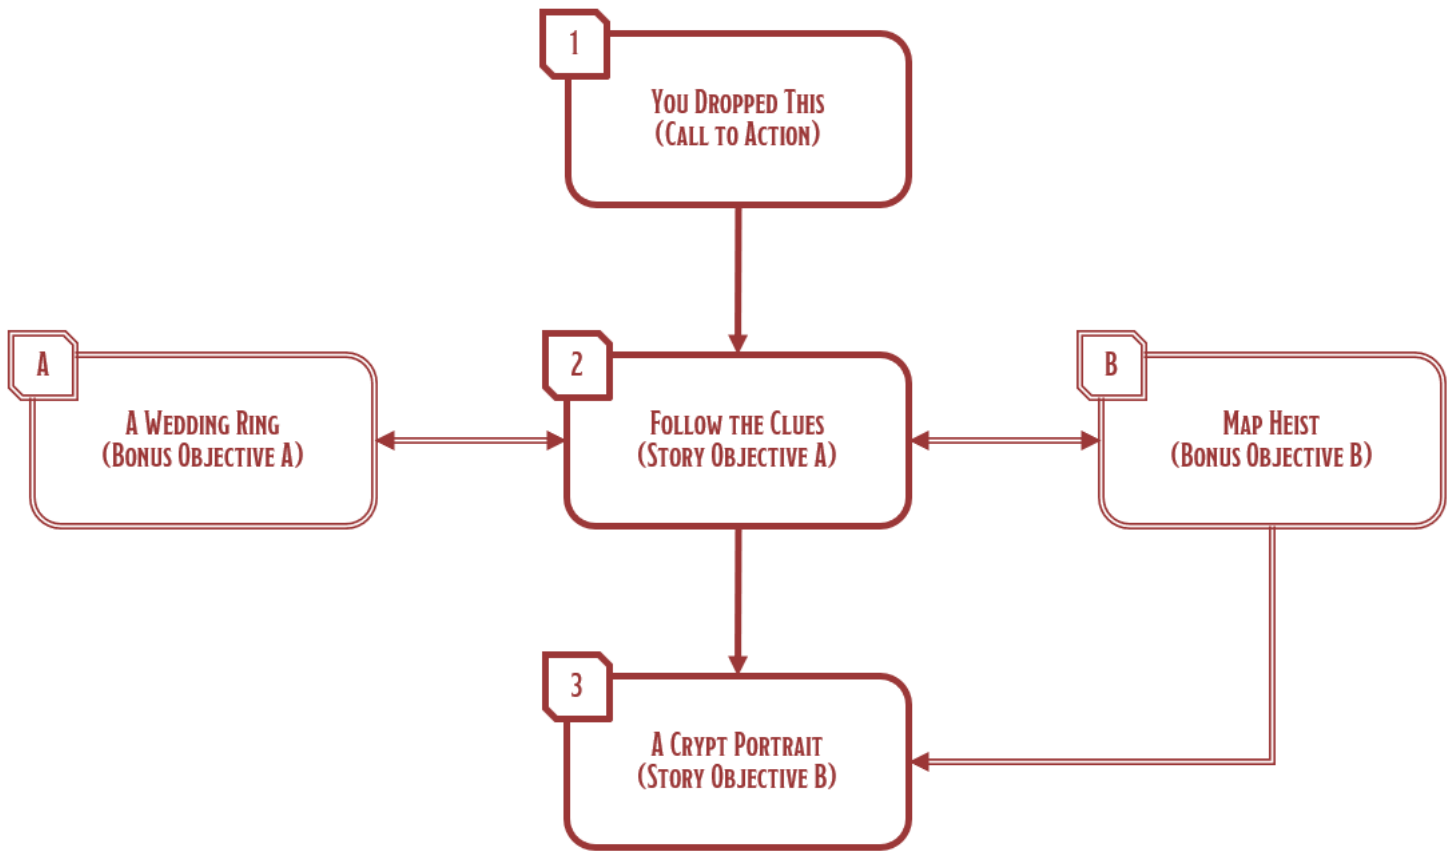 1
You Dropped This
(Call to Action)
A
A Wedding Ring
(Bonus Objective A)
2
Follow the Clues
(Story Objective A)
B
Map Heist
(Bonus Objective B)
3
A Crypt Portrait
(Story Objective B)